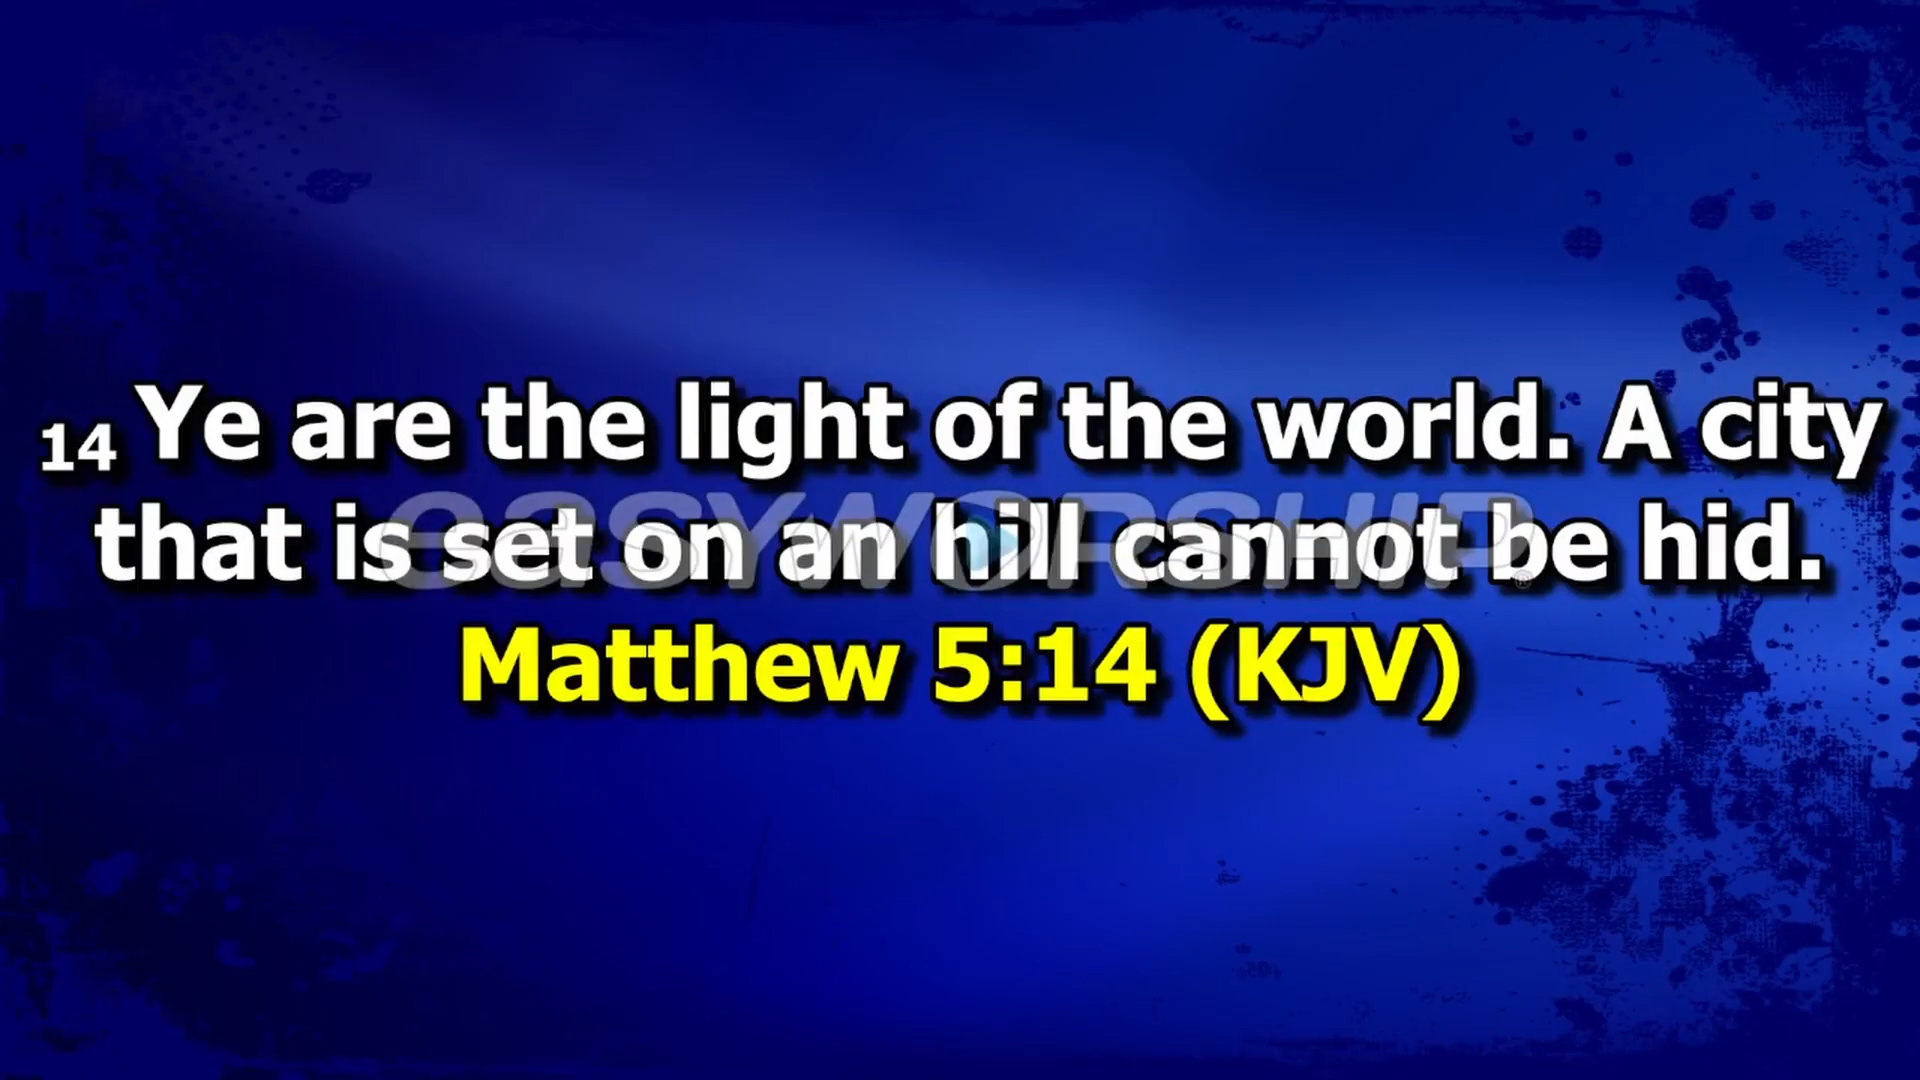 14 Ye are the light of the world. A city
that is set on an hill cannot be hid.
Matthew 5:14 (KJV)
easyworship®